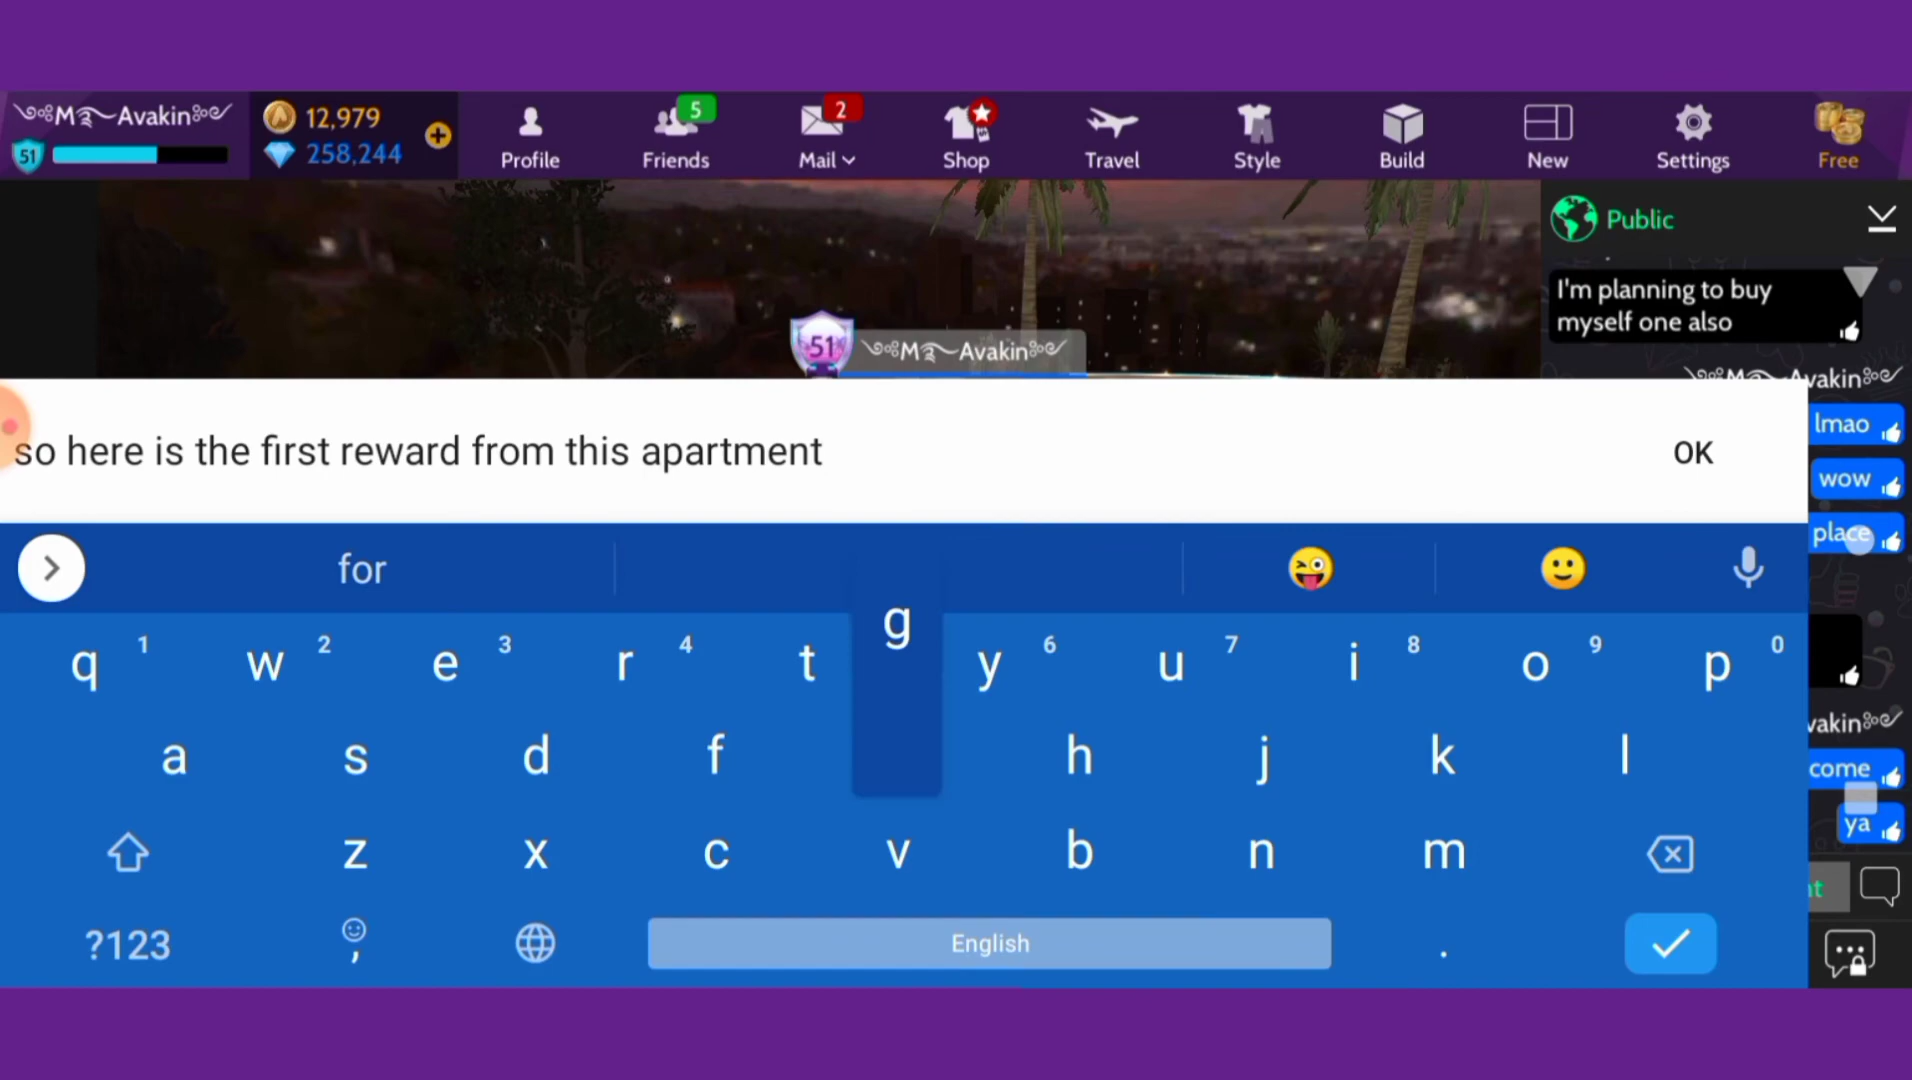 M Avakin
51
12,979
258,244
Profile
5
Friends
2
Mail
Shop
Travel
Style
Build
New
Settings
Free
Public
I'm planning to buy
myself one also
51
M Avakin
vakin
lmao
wow
place
so here is the first reward from this apartment
OK
for
g
q 1 w 2 e 3 r 4 t y 6 u 7 i 8 o 9 p 0
a s d f h j k l
z x c v b n m
?123 , English .
vakin
come
ya